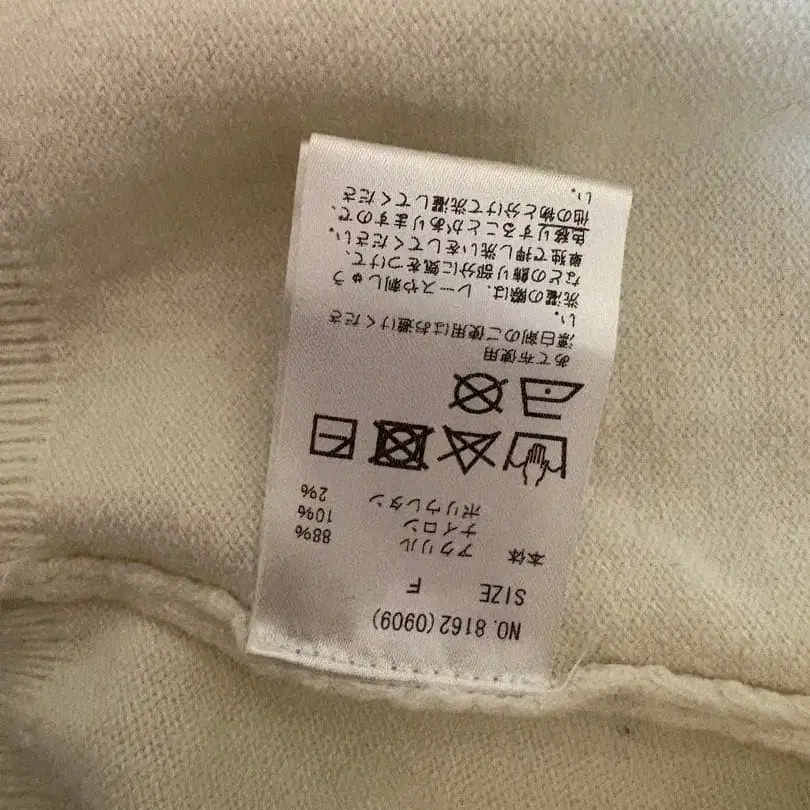 NO. 8162(0909)
SIZE F
本体 アクリル 88%
ナイロン 10%
ポリウレタン 2%
あて布使用
漂白剤のご使用はお避けくださ
い。
洗濯の際は、レースや刺しゅう
などの飾り部分に気をつけて、
単独で押し洗いをしてください。
色移りすることがありますので、
他の物と分けて洗濯してくださ
い。